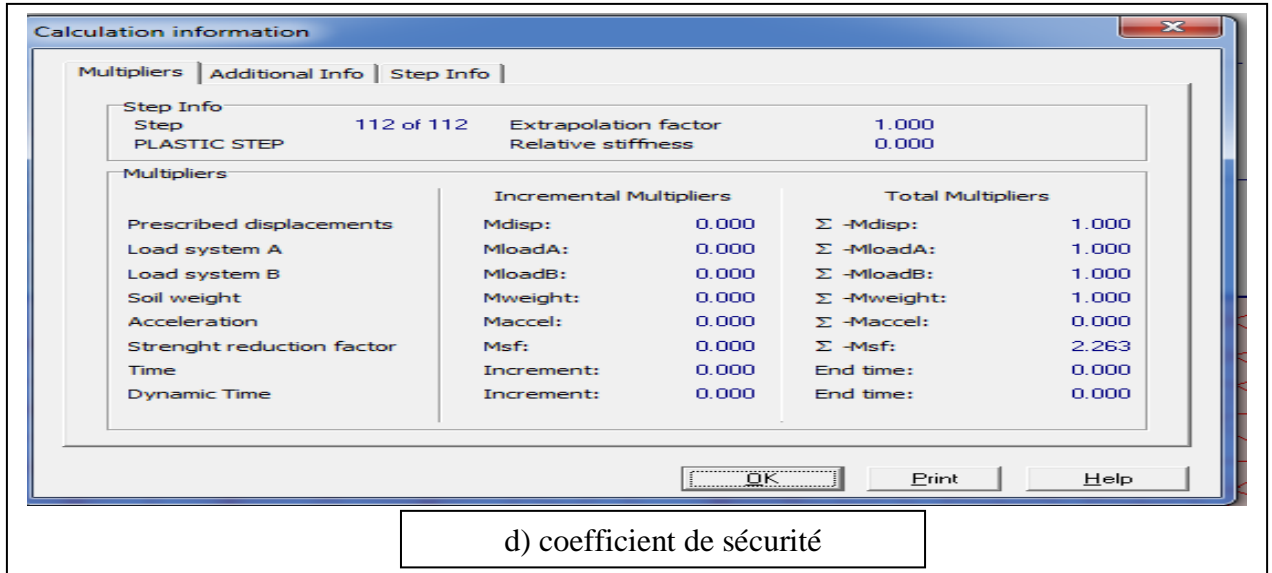 Calculation information
Multipliers Additional Info Step Info
Step Info
Step 112 of 112 Extrapolation factor 1.000
PLASTIC STEP Relative stiffness 0.000
Multipliers
Incremental Multipliers Total Multipliers
Prescribed displacements Mdisp: 0.000 Σ -Mdisp: 1.000
Load system A MloadA: 0.000 Σ -MloadA: 1.000
Load system B MloadB: 0.000 Σ -MloadB: 1.000
Soil weight Mweight: 0.000 Σ -Mweight: 1.000
Acceleration Maccel: 0.000 Σ -Maccel: 0.000
Strenght reduction factor Msf: 0.000 Σ -Msf: 2.263
Time Increment: 0.000 End time: 0.000
Dynamic Time Increment: 0.000 End time: 0.000
OK Print Help
d) coefficient de sécurité